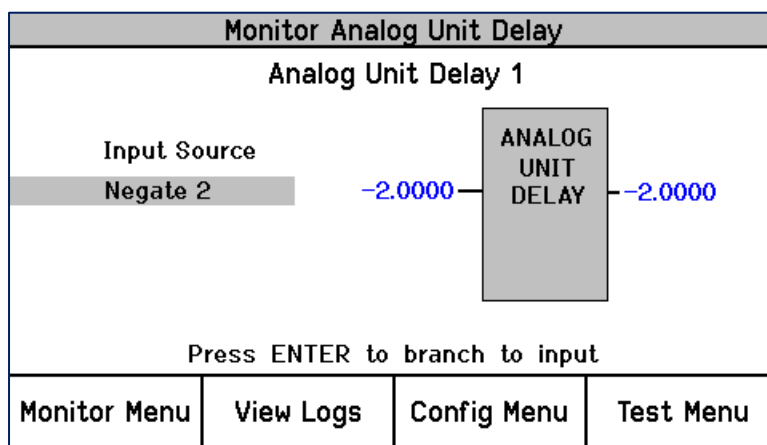 Monitor Analog Unit Delay
Analog Unit Delay 1
Input Source
Negate 2
-2.0000
ANALOG
UNIT
DELAY
-2.0000
Press ENTER to branch to input
Monitor Menu
View Logs
Config Menu
Test Menu